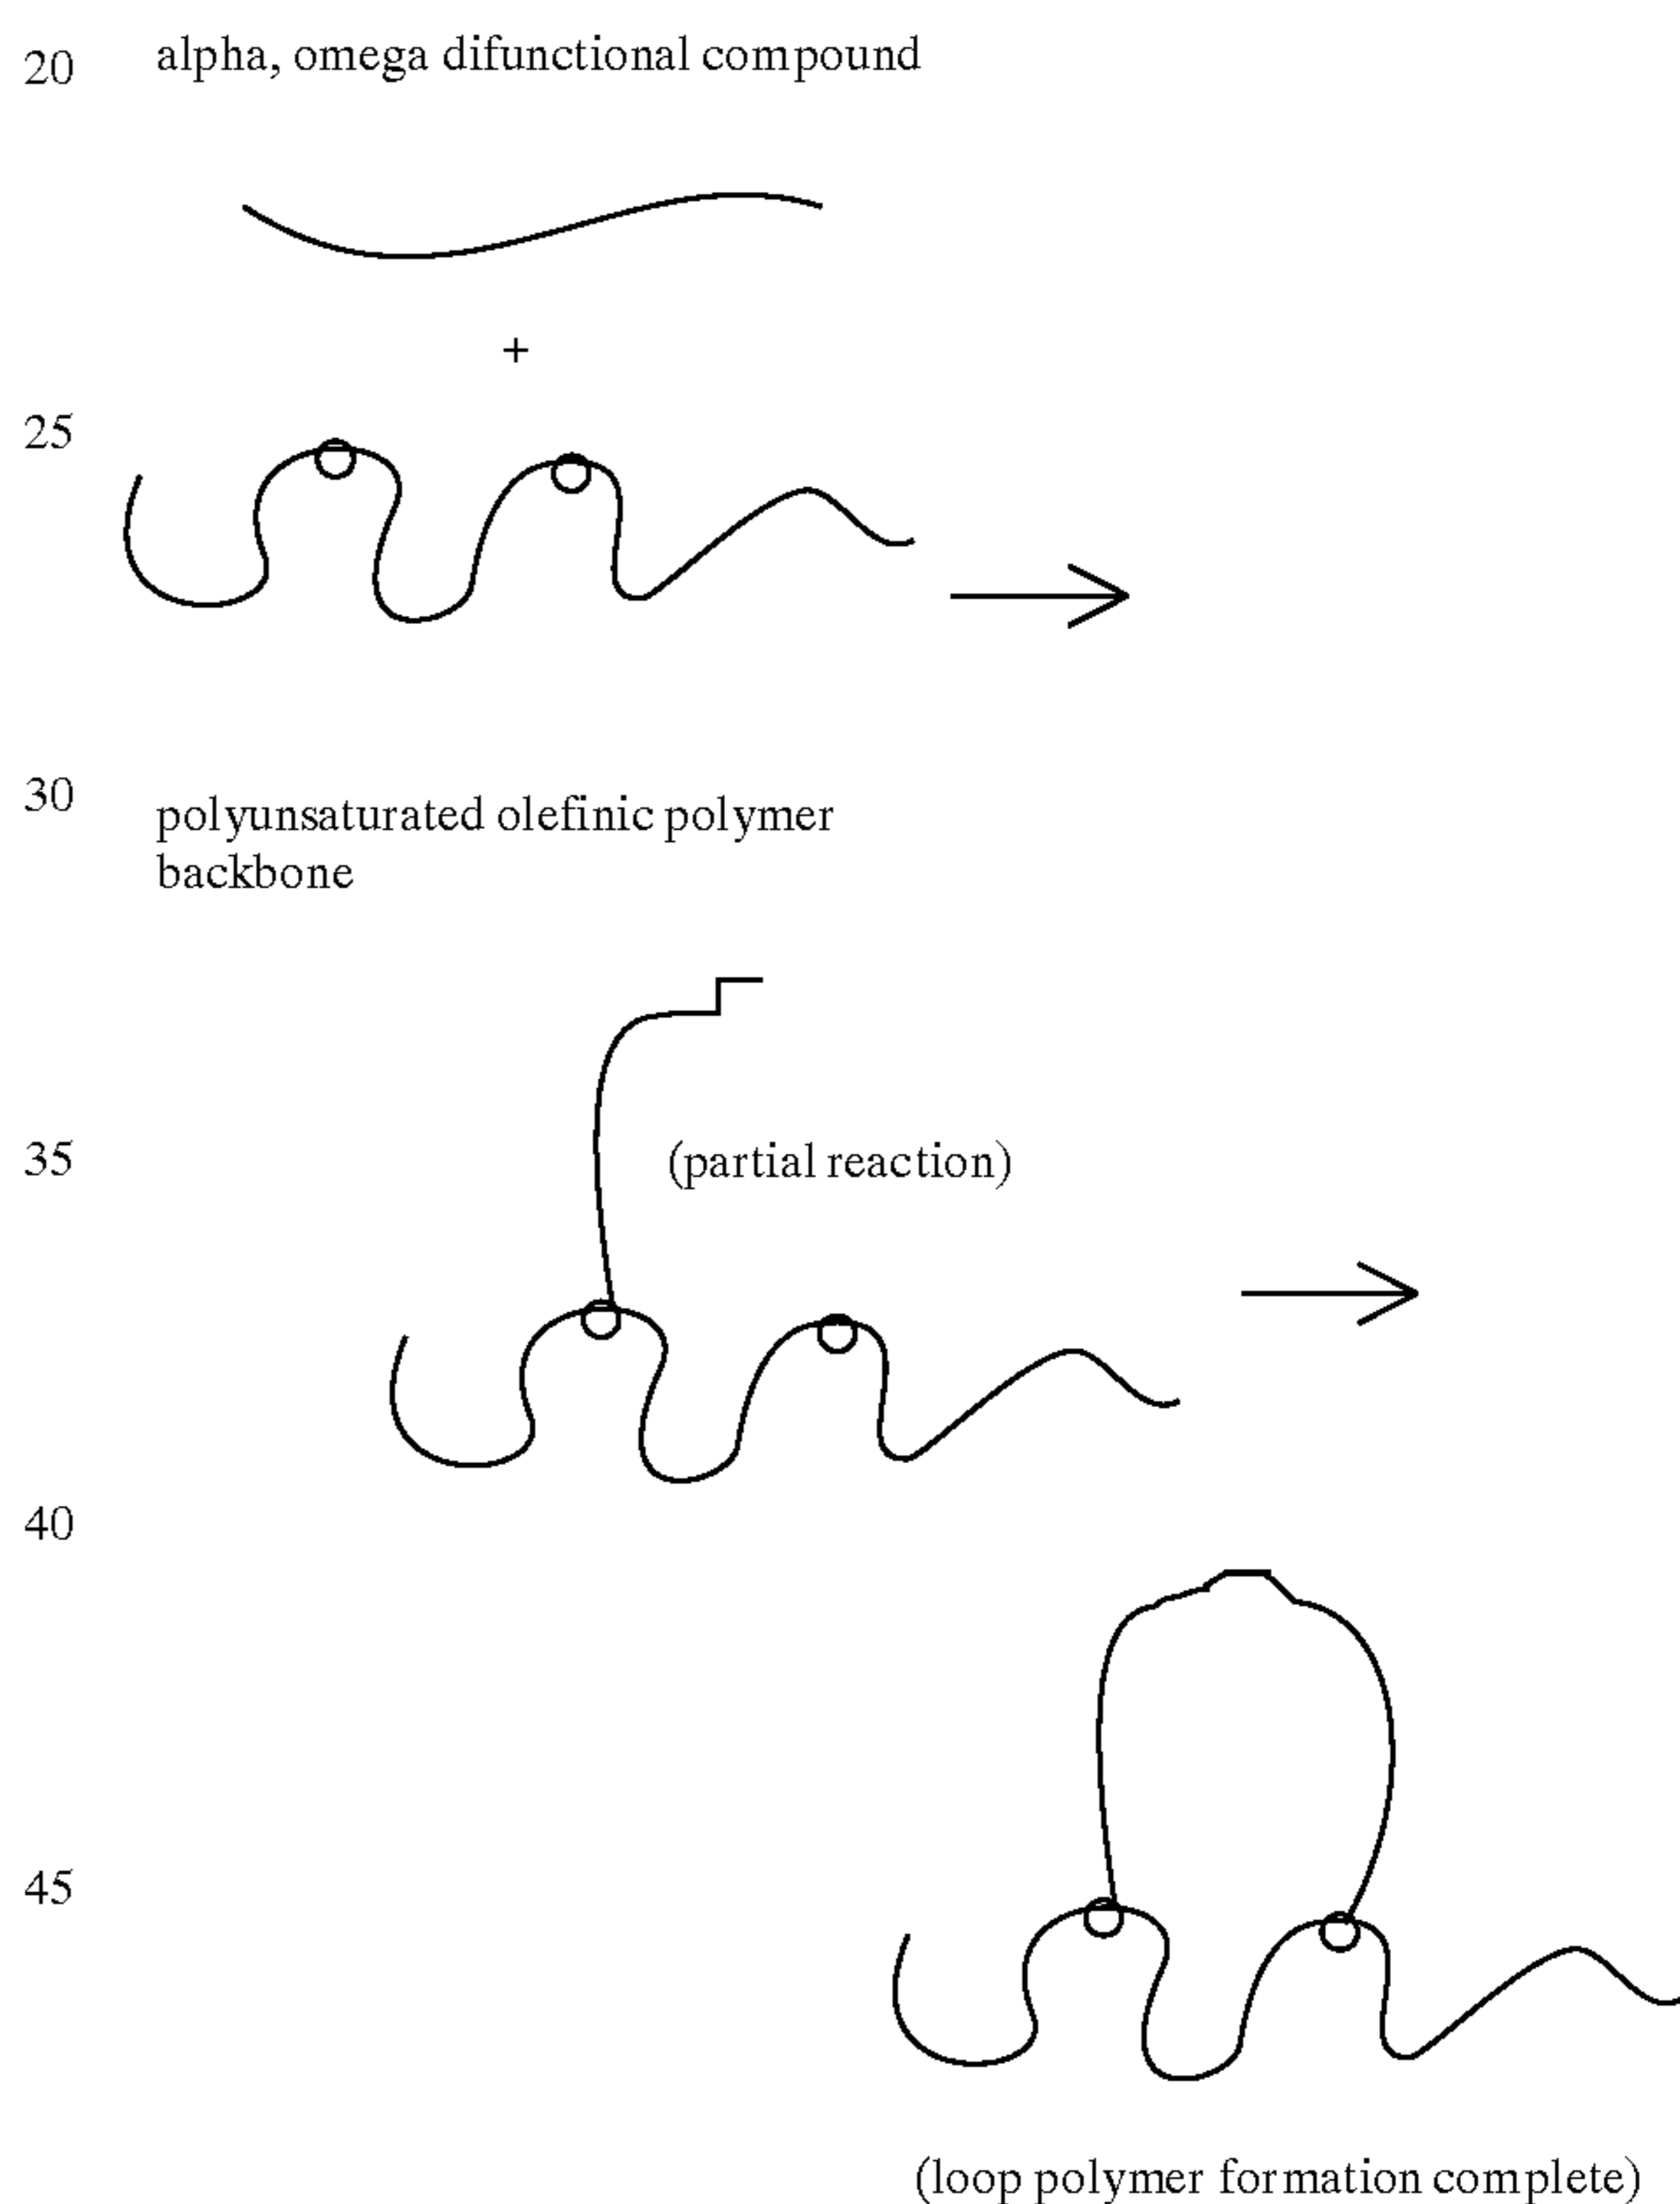 20 alpha, omega difunctional compound
+
25
30 polyunsaturated olefinic polymer
backbone
35 (partial reaction)
40
45
(loop polymer formation complete)